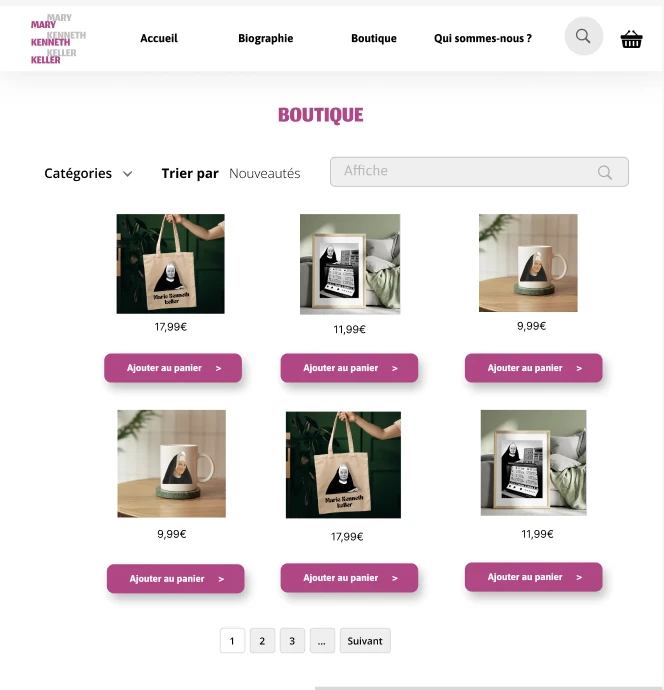 MARY
MARY
KENNETH
KENNETH
KELLER
KELLER
Accueil
Biographie
Boutique
Qui sommes-nous ?
BOUTIQUE
Catégories
Trier par Nouveautés
Affiche
Marie Kenneth
keller
17,99€
11,99€
9,99€
Ajouter au panier >
Ajouter au panier >
Ajouter au panier >
Marie Kenneth
keller
9,99€
17,99€
11,99€
Ajouter au panier >
Ajouter au panier >
Ajouter au panier >
1
2
3
...
Suivant